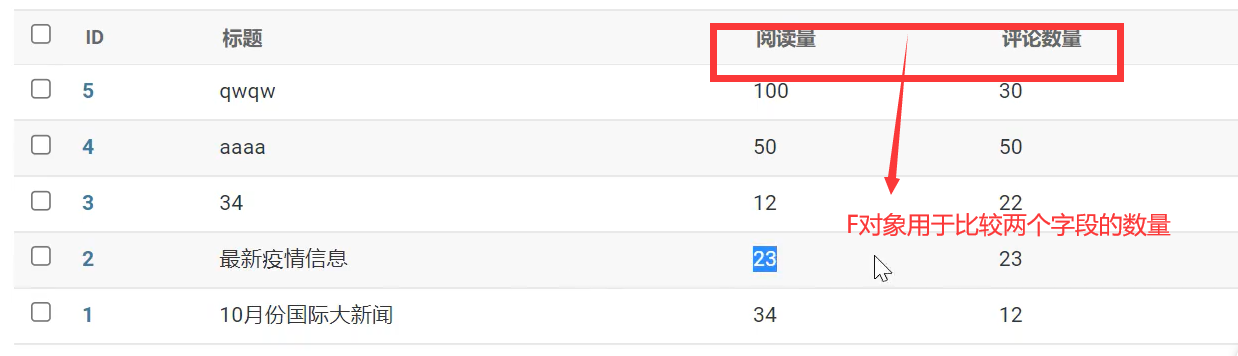 ID 标题 阅读量 评论数量
5 qwqw 100 30
4 aaaa 50 50
3 34 12 22
F对象用于比较两个字段的数量
2 最新疫情信息 23 23
1 10月份国际大新闻 34 12